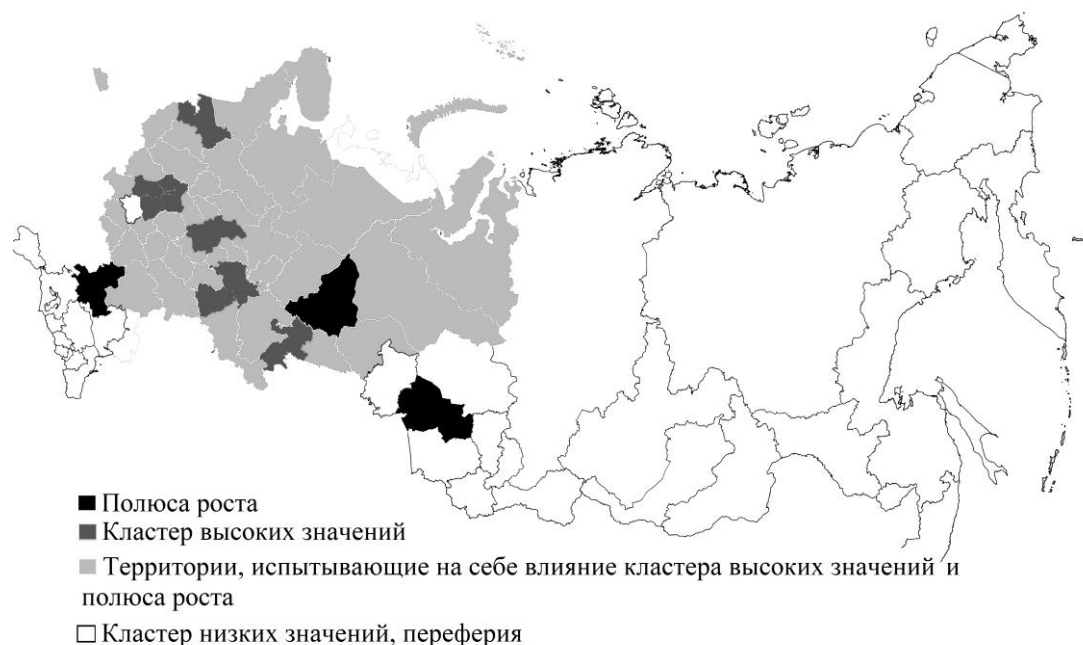 Полюса роста
Кластер высоких значений
Территории, испытывающие на себе влияние кластера высоких значений и
полюса роста
Кластер низких значений, переферия